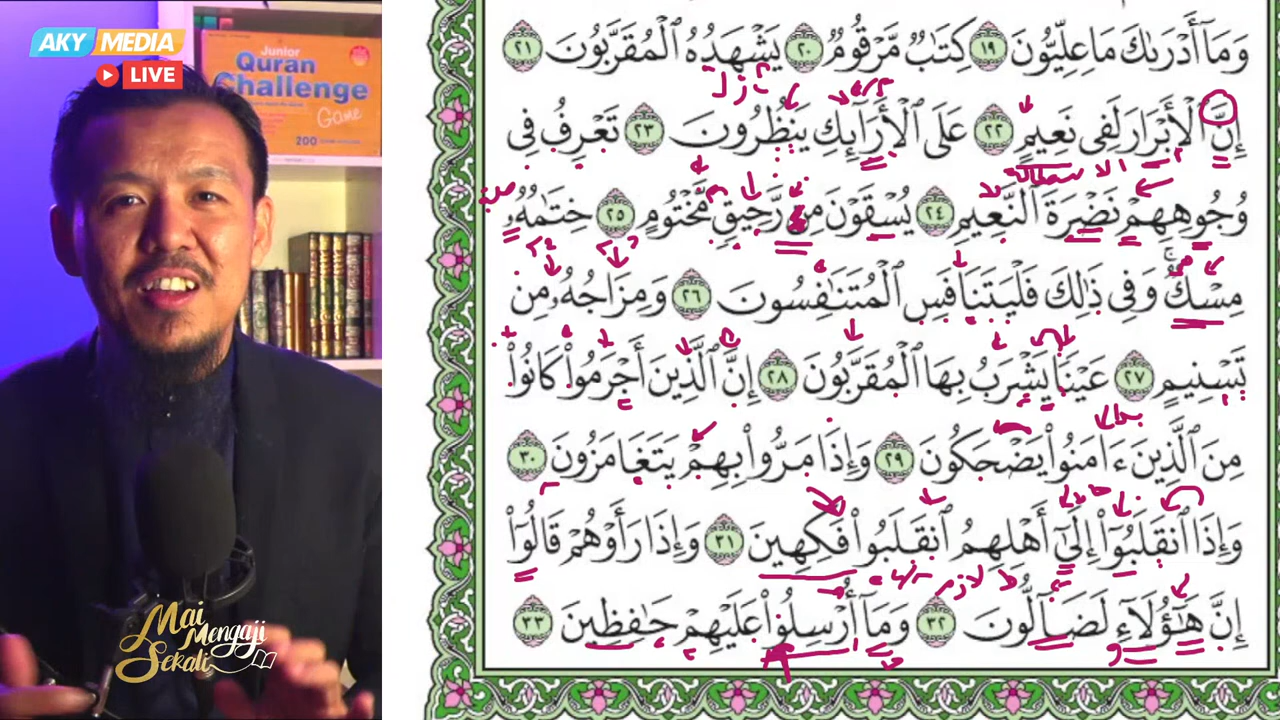 AKY MEDIA
LIVE
Junior
Quran
Challenge
Game
200
Mai
Mengaji
Sekali
وَمَآ أَدْرَىٰكَ مَا عِلِّيُّونَ ١٩ كِتَٰبٌ مَّرْقُومٌ ٢٠ يَشْهَدُهُ ٱلْمُقَرَّبُونَ ٢١
إِنَّ ٱلْأَبْرَارَ لَفِى نَعِيمٍ ٢٢ عَلَى ٱلْأَرَآئِكِ يَنظُرُونَ ٢٣ تَعْرِفُ فِى
وُجُوهِهِمْ نَضْرَةَ ٱلنَّعِيمِ ٢٤ يُسْقَوْنَ مِن رَّحِيقٍ مَّخْتُومٍ ٢٥ خِتَٰمُهُۥ
مِسْكٌ ۚ وَفِى ذَٰلِكَ فَلْيَتَنَافَسِ ٱلْمُتَنَٰفِسُونَ ٢٦ وَمِزَاجُهُۥ مِن
تَسْنِيمٍ ٢٧ عَيْنًا يَشْرَبُ بِهَا ٱلْمُقَرَّبُونَ ٢٨ إِنَّ ٱلَّذِينَ أَجْرَمُوا۟ كَانُوا۟
مِنَ ٱلَّذِينَ ءَامَنُوا۟ يَضْحَكُونَ ٢٩ وَإِذَا مَرُّوا۟ بِهِمْ يَتَغَامَزُونَ ٣٠
وَإِذَا ٱنقَلَبُوٓا۟ إِلَىٰٓ أَهْلِهِمُ ٱنقَلَبُوا۟ فَكِهِينَ ٣١ وَإِذَا رَأَوْهُمْ قَالُوٓا۟
إِنَّ هَٰٓؤُلَآءِ لَضَآلُّونَ ٣٢ وَمَآ أُرْسِلُوا۟ عَلَيْهِمْ حَٰفِظِينَ ٣٣